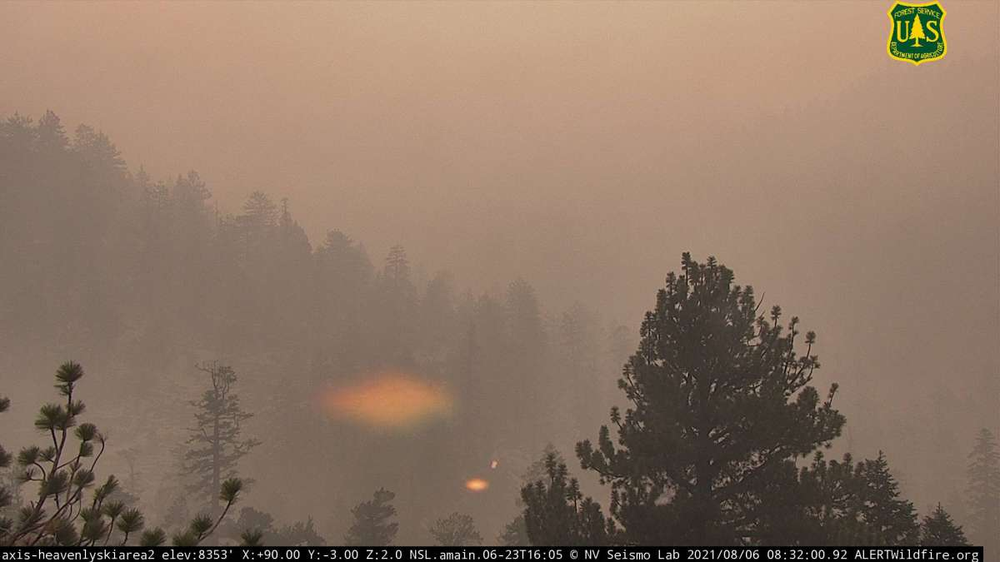 FOREST SERVICE
U S
DEPARTMENT OF AGRICULTURE
axis-heavenlyskiarea2 elev:8353' X:+90.00 Y:-3.00 Z:2.0 NSL.amain.06-23T16:05 © NV Seismo Lab 2021/08/06 08:32:00.92 ALERTWildfire.org